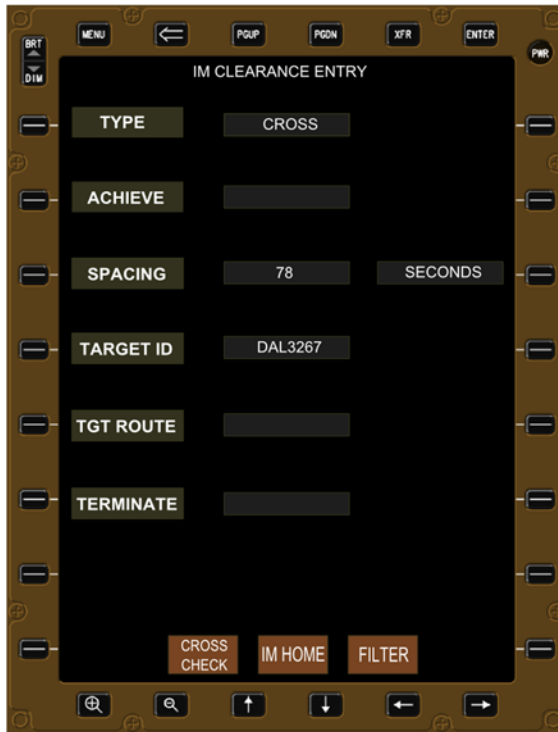 MENU PGUP PGDN XFR ENTER
BRT
DIM
PWR
IM CLEARANCE ENTRY
TYPE CROSS
ACHIEVE
SPACING 78 SECONDS
TARGET ID DAL3267
TGT ROUTE
TERMINATE
CROSS
CHECK
IM HOME FILTER